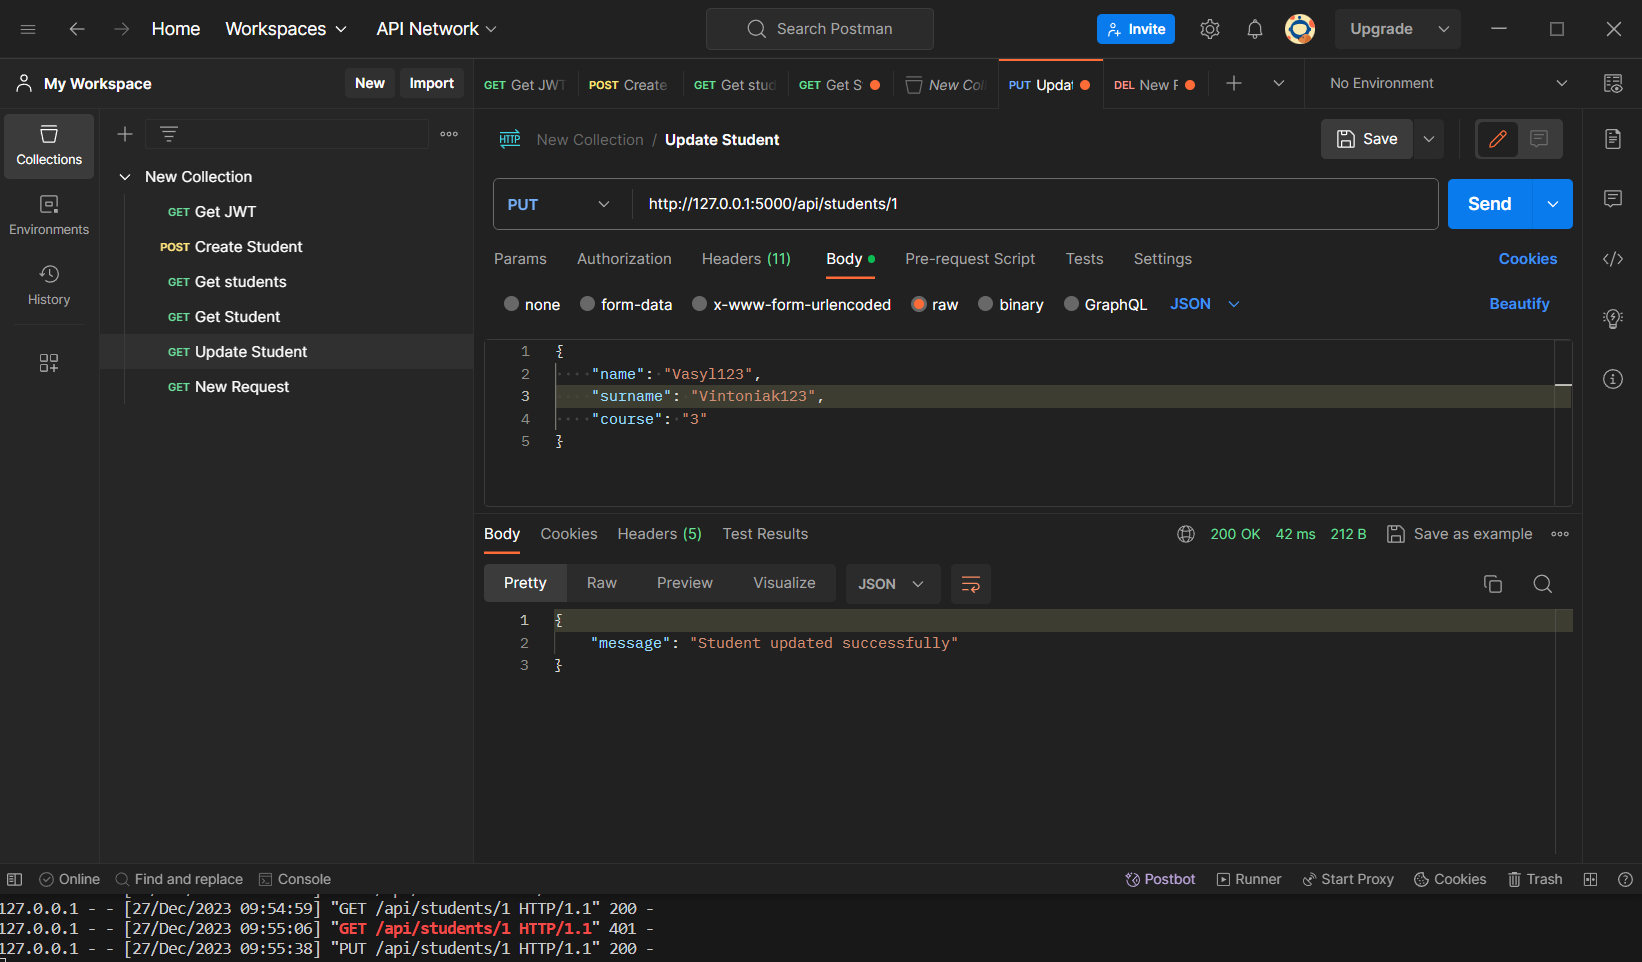 Home Workspaces API Network Search Postman Invite Upgrade
My Workspace New Import
GET Get JWT POST Create GET Get stud GET Get S New Col PUT Updat DEL New R No Environment
Collections
Environments
History
New Collection
GET Get JWT
POST Create Student
GET Get students
GET Get Student
GET Update Student
GET New Request
HTTP New Collection / Update Student Save
PUT http://127.0.0.1:5000/api/students/1 Send
Params Authorization Headers (11) Body Pre-request Script Tests Settings Cookies
none form-data x-www-form-urlencoded raw binary GraphQL JSON Beautify
1 {
2 "name": "Vasyl123",
3 "surname": "Vintoniak123",
4 "course": "3"
5 }
Body Cookies Headers (5) Test Results 200 OK 42 ms 212 B Save as example
Pretty Raw Preview Visualize JSON
1 {
2 "message": "Student updated successfully"
3 }
Online Find and replace Console Postbot Runner Start Proxy Cookies Trash
127.0.0.1 - - [27/Dec/2023 09:54:59] "GET /api/students/1 HTTP/1.1" 200 -
127.0.0.1 - - [27/Dec/2023 09:55:06] "GET /api/students/1 HTTP/1.1" 401 -
127.0.0.1 - - [27/Dec/2023 09:55:38] "PUT /api/students/1 HTTP/1.1" 200 -